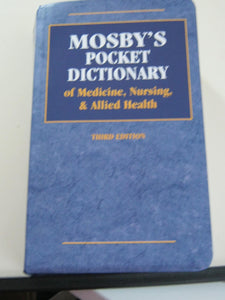 MOSBY'S
POCKET
DICTIONARY
of Medicine, Nursing,
& Allied Health
THIRD EDITION